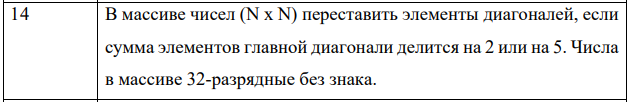 14
В массиве чисел (N x N) переставить элементы диагоналей, если
сумма элементов главной диагонали делится на 2 или на 5. Числа
в массиве 32-разрядные без знака.